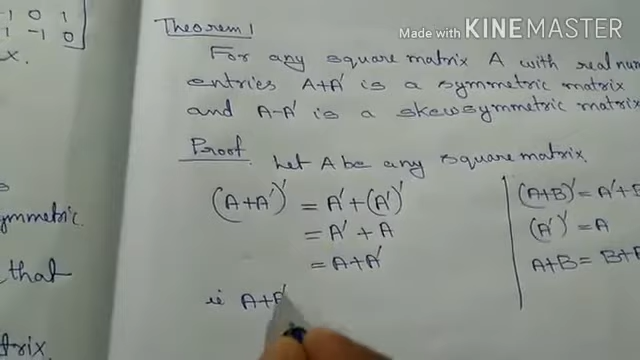 -1 0 1
1 -1 0
x.
Made with KINEMASTER
Theorem 1
For any square matrix A with real num
entries A+A' is a symmetric matrix
and A-A' is a skewsymmetric matrix
Proof Let A be any square matrix.
(A+A')' = A' + (A')'
= A' + A
= A+A'
ie A+A'
(A+B)' = A'+B
(A')' = A
A+B = B+A
ymmetric
that
trix.